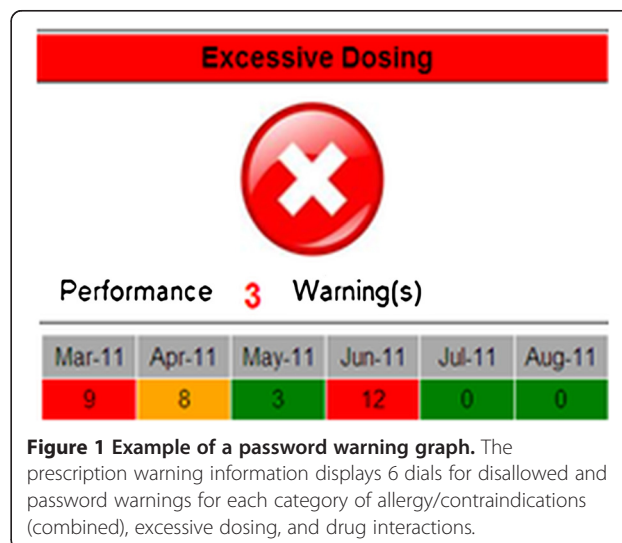 Excessive Dosing
Performance 3 Warning(s)
Mar-11 Apr-11 May-11 Jun-11 Jul-11 Aug-11
9 8 3 12 0 0
Figure 1 Example of a password warning graph. The
prescription warning information displays 6 dials for disallowed and
password warnings for each category of allergy/contraindications
(combined), excessive dosing, and drug interactions.